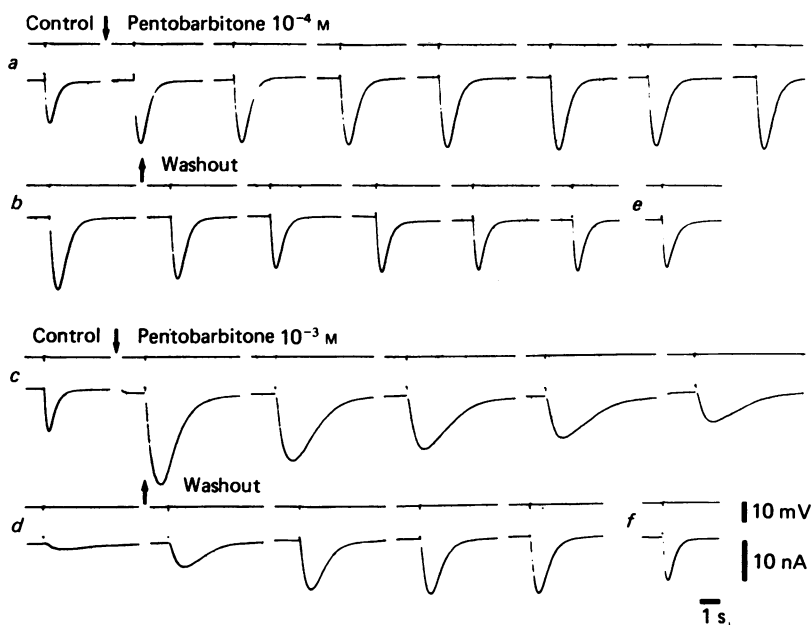 Control ↓ Pentobarbitone 10⁻⁴ M
a
↑ Washout
b
e
Control ↓ Pentobarbitone 10⁻³ M
c
↑ Washout
d
f
10 mV
10 nA
1 s